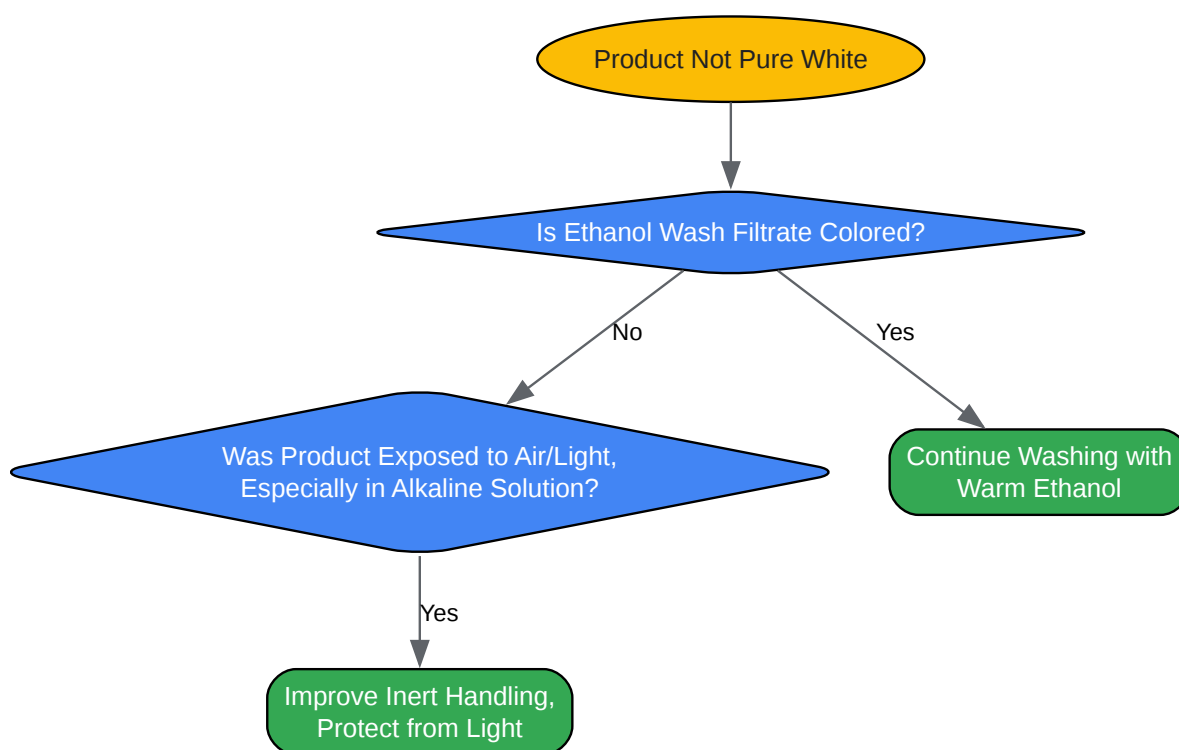 Product Not Pure White
Is Ethanol Wash Filtrate Colored?
No
Yes
Was Product Exposed to Air/Light,
Especially in Alkaline Solution?
Continue Washing with
Warm Ethanol
Yes
Improve Inert Handling,
Protect from Light